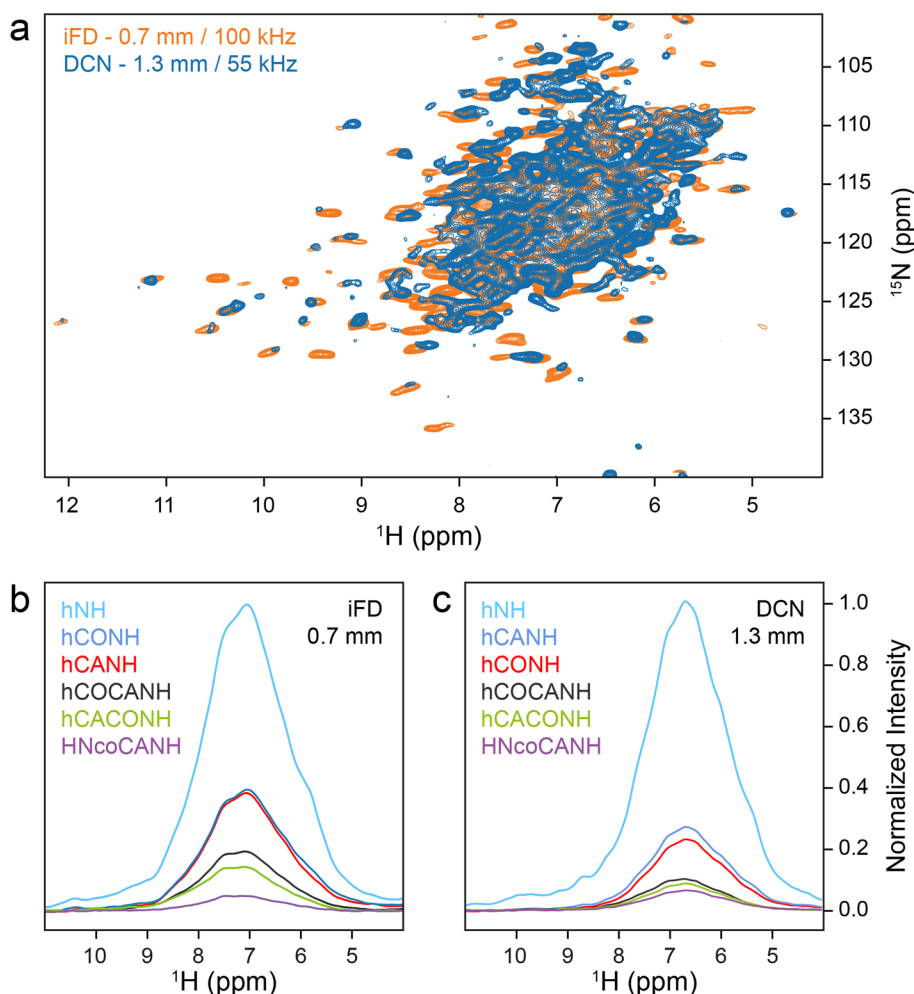 a
iFD - 0.7 mm / 100 kHz
DCN - 1.3 mm / 55 kHz
105
110
115
120
125
130
135
¹⁵N (ppm)
12 11 10 9 8 7 6 5
¹H (ppm)
b
hNH
hCONH
hCANH
hCOCANH
hCACONH
HNcoCANH
iFD
0.7 mm
10 9 8 7 6 5
¹H (ppm)
c
hNH
hCANH
hCONH
hCOCANH
hCACONH
HNcoCANH
DCN
1.3 mm
1.0
0.8
0.6
0.4
0.2
0.0
Normalized Intensity
10 9 8 7 6 5
¹H (ppm)